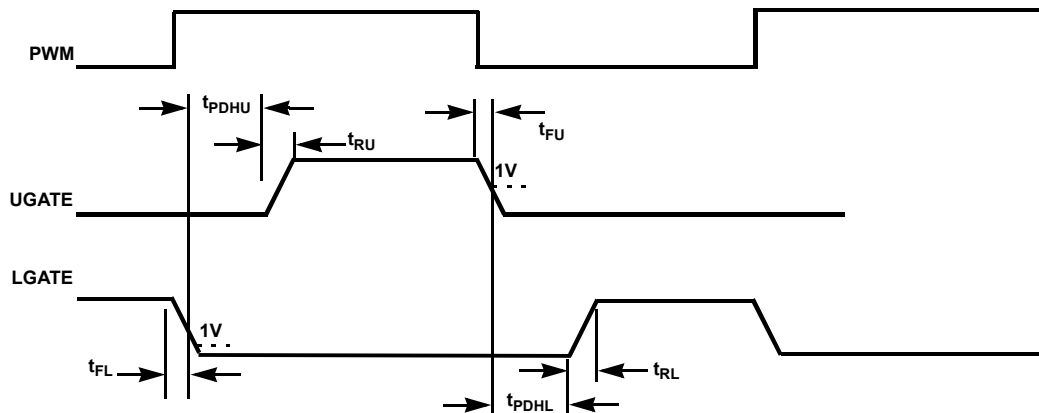 PWM
tPDHU
tRU
tFU
1V
UGATE
LGATE
1V
tFL
tRL
tPDHL